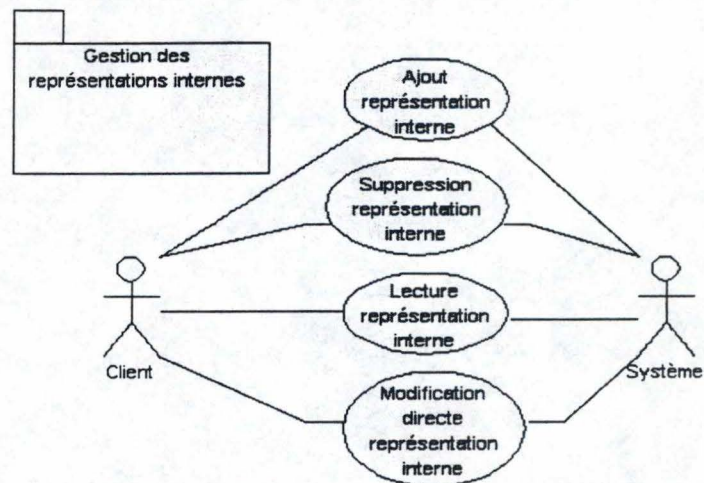 Gestion des
représentations internes
Ajout
représentation
interne
Suppression
représentation
interne
Lecture
représentation
interne
Client
Système
Modification
directe
représentation
interne